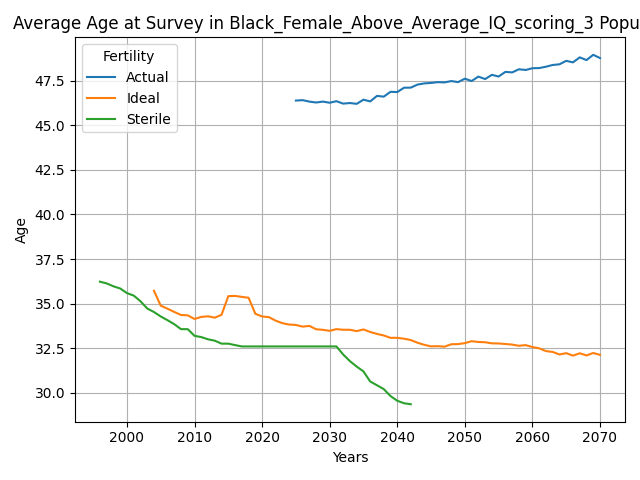 Average Age at Survey in Black_Female_Above_Average_IQ_scoring_3 Popu
Fertility
Actual
Ideal
Sterile
47.5
45.0
42.5
40.0
37.5
35.0
32.5
30.0
Age
2000 2010 2020 2030 2040 2050 2060 2070
Years